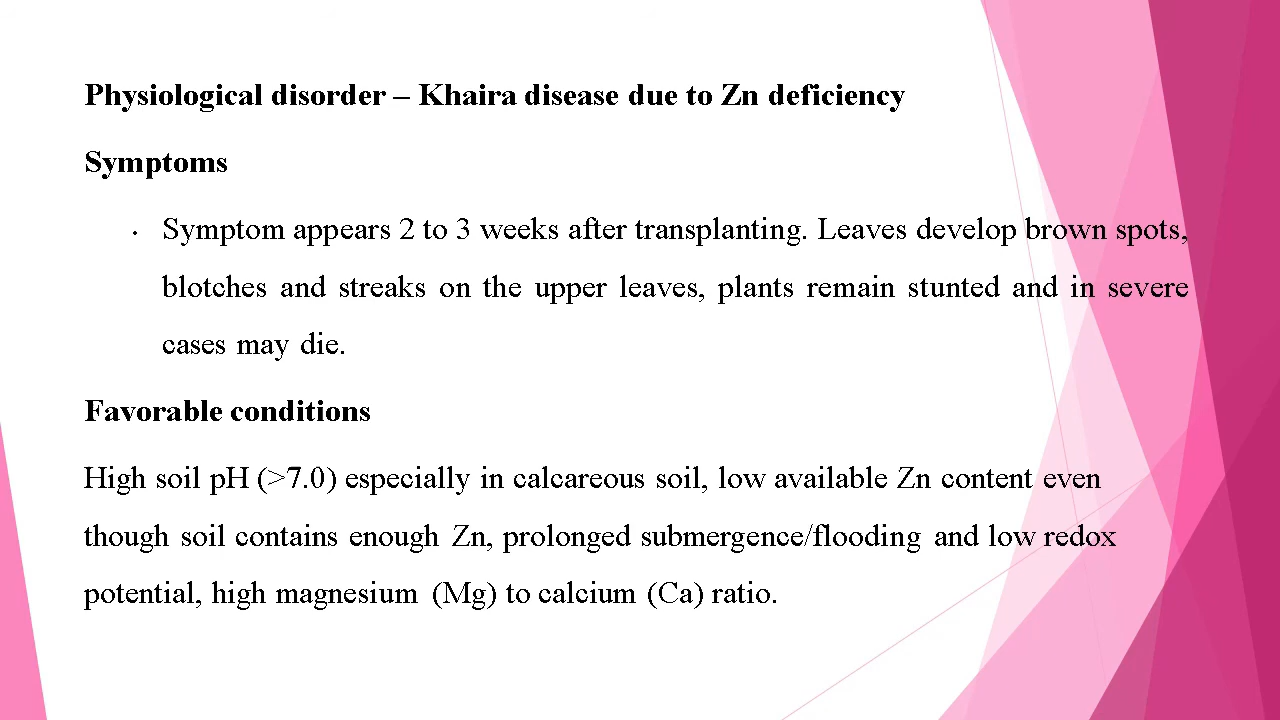 Physiological disorder – Khaira disease due to Zn deficiency
Symptoms
• Symptom appears 2 to 3 weeks after transplanting. Leaves develop brown spots,
blotches and streaks on the upper leaves, plants remain stunted and in severe
cases may die.
Favorable conditions
High soil pH (>7.0) especially in calcareous soil, low available Zn content even
though soil contains enough Zn, prolonged submergence/flooding and low redox
potential, high magnesium (Mg) to calcium (Ca) ratio.